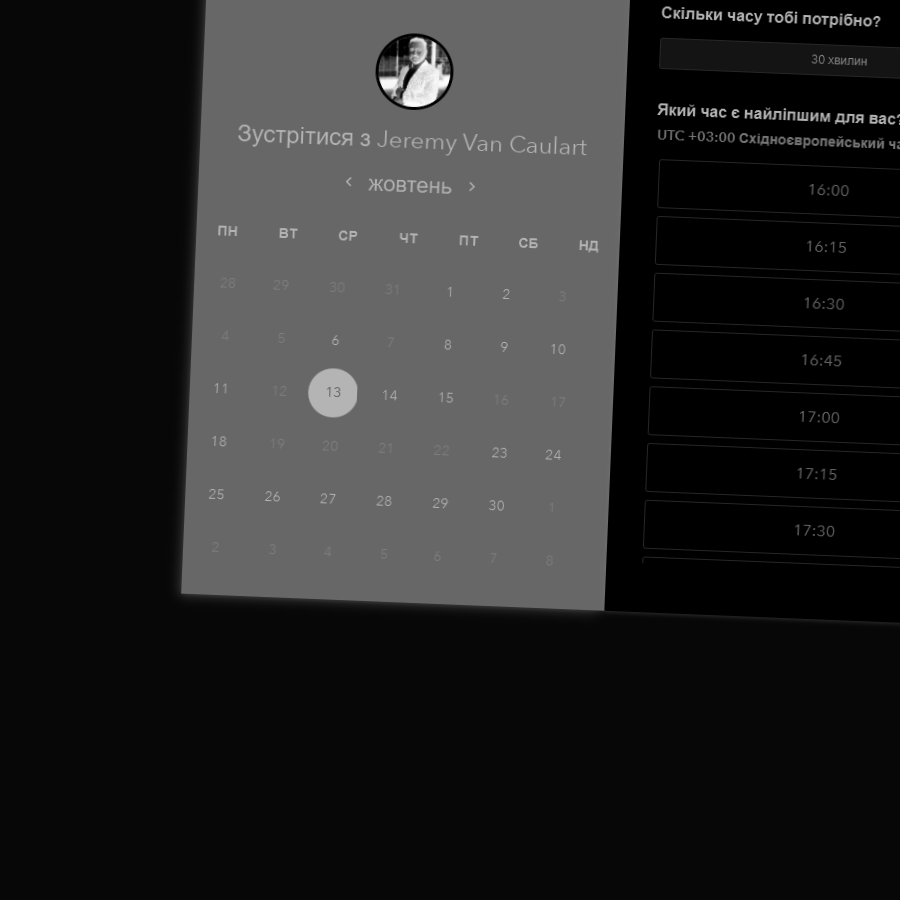 Зустрітися з Jeremy Van Caulart
‹ жовтень ›
ПН ВТ СР ЧТ ПТ СБ НД
28 29 30 31 1 2 3
4 5 6 7 8 9 10
11 12 13 14 15 16 17
18 19 20 21 22 23 24
25 26 27 28 29 30 1
2 3 4 5 6 7 8
Скільки часу тобі потрібно?
30 хвилин
Який час є найліпшим для вас?
UTC +03:00 Східноєвропейський
16:00
16:15
16:30
16:45
17:00
17:15
17:30